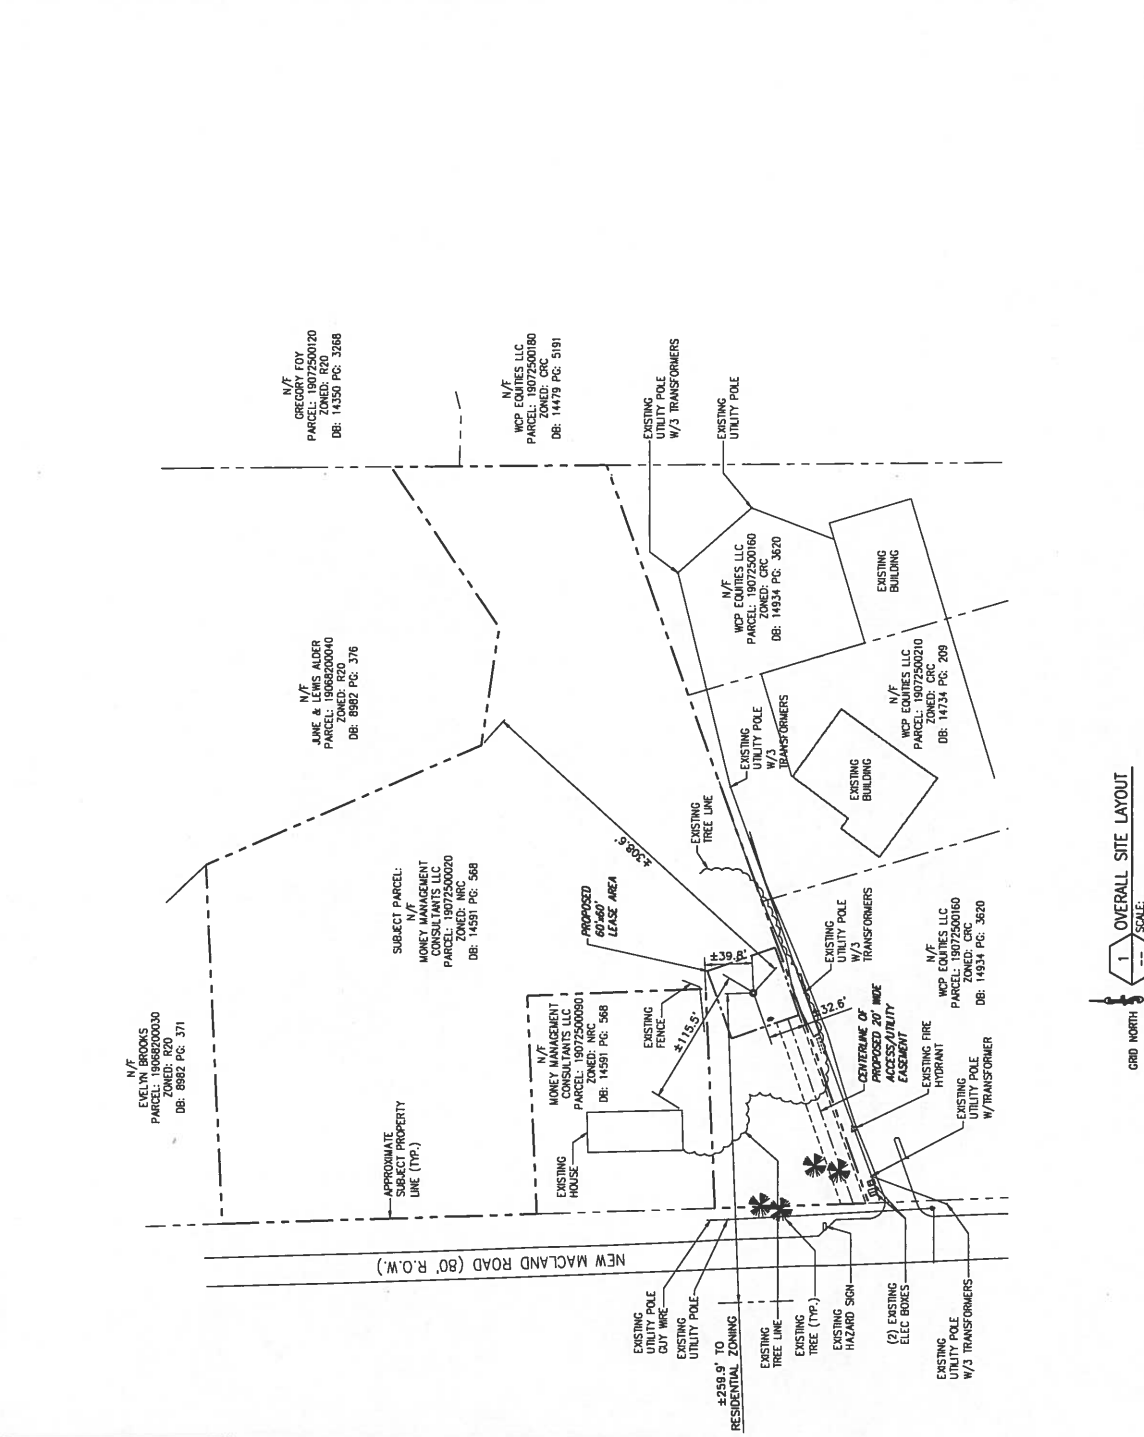 N/F
EVELYN BROOKS
PARCEL: 19068200030
ZONED: R20
DB: 8982 PG: 371
N/F
GREGORY FOY
PARCEL: 19072500120
ZONED: R20
DB: 14350 PG: 3268
N/F
JUNE & LEWIS ALDER
PARCEL: 19068200040
ZONED: R20
DB: 8982 PG: 376
N/F
WCP EQUITIES LLC
PARCEL: 19072500180
ZONED: CRC
DB: 14479 PG: 5191
SUBJECT PARCEL:
N/F
MONEY MANAGEMENT
CONSULTANTS LLC
PARCEL: 19072500020
ZONED: NRC
DB: 14591 PG: 568
APPROXIMATE
SUBJECT PROPERTY
LINE (TYP.)
±308.6'
PROPOSED
60'x60'
LEASE AREA
EXISTING
UTILITY POLE
W/3 TRANSFORMERS
EXISTING
UTILITY POLE
N/F
WCP EQUITIES LLC
PARCEL: 19072500160
ZONED: CRC
DB: 14934 PG: 3620
EXISTING
BUILDING
N/F
WCP EQUITIES LLC
PARCEL: 19072500210
ZONED: CRC
DB: 14734 PG: 209
EXISTING
UTILITY POLE
W/3
TRANSFORMERS
EXISTING
BUILDING
EXISTING
TREE LINE
N/F
MONEY MANAGEMENT
CONSULTANTS LLC
PARCEL: 190725000901
ZONED: NRC
DB: 14591 PG: 568
EXISTING
HOUSE
EXISTING
FENCE
±115.5'
±39.8'
±32.6'
EXISTING
UTILITY POLE
W/3
TRANSFORMERS
N/F
WCP EQUITIES LLC
PARCEL: 19072500160
ZONED: CRC
DB: 14934 PG: 3620
CENTERLINE OF
PROPOSED 20' WIDE
ACCESS/UTILITY
EASEMENT
EXISTING FIRE
HYDRANT
EXISTING
UTILITY POLE
W/TRANSFORMER
NEW MACLAND ROAD (80' R.O.W.)
EXISTING
UTILITY POLE
GUY WIRE
EXISTING
UTILITY POLE
±259.9' TO
RESIDENTIAL ZONING
EXISTING
TREE LINE
EXISTING
TREE (TYP.)
EXISTING
HAZARD SIGN
(2) EXISTING
ELEC BOXES
EXISTING
UTILITY POLE
W/3 TRANSFORMERS
GRID NORTH
1
--
OVERALL SITE LAYOUT
SCALE: